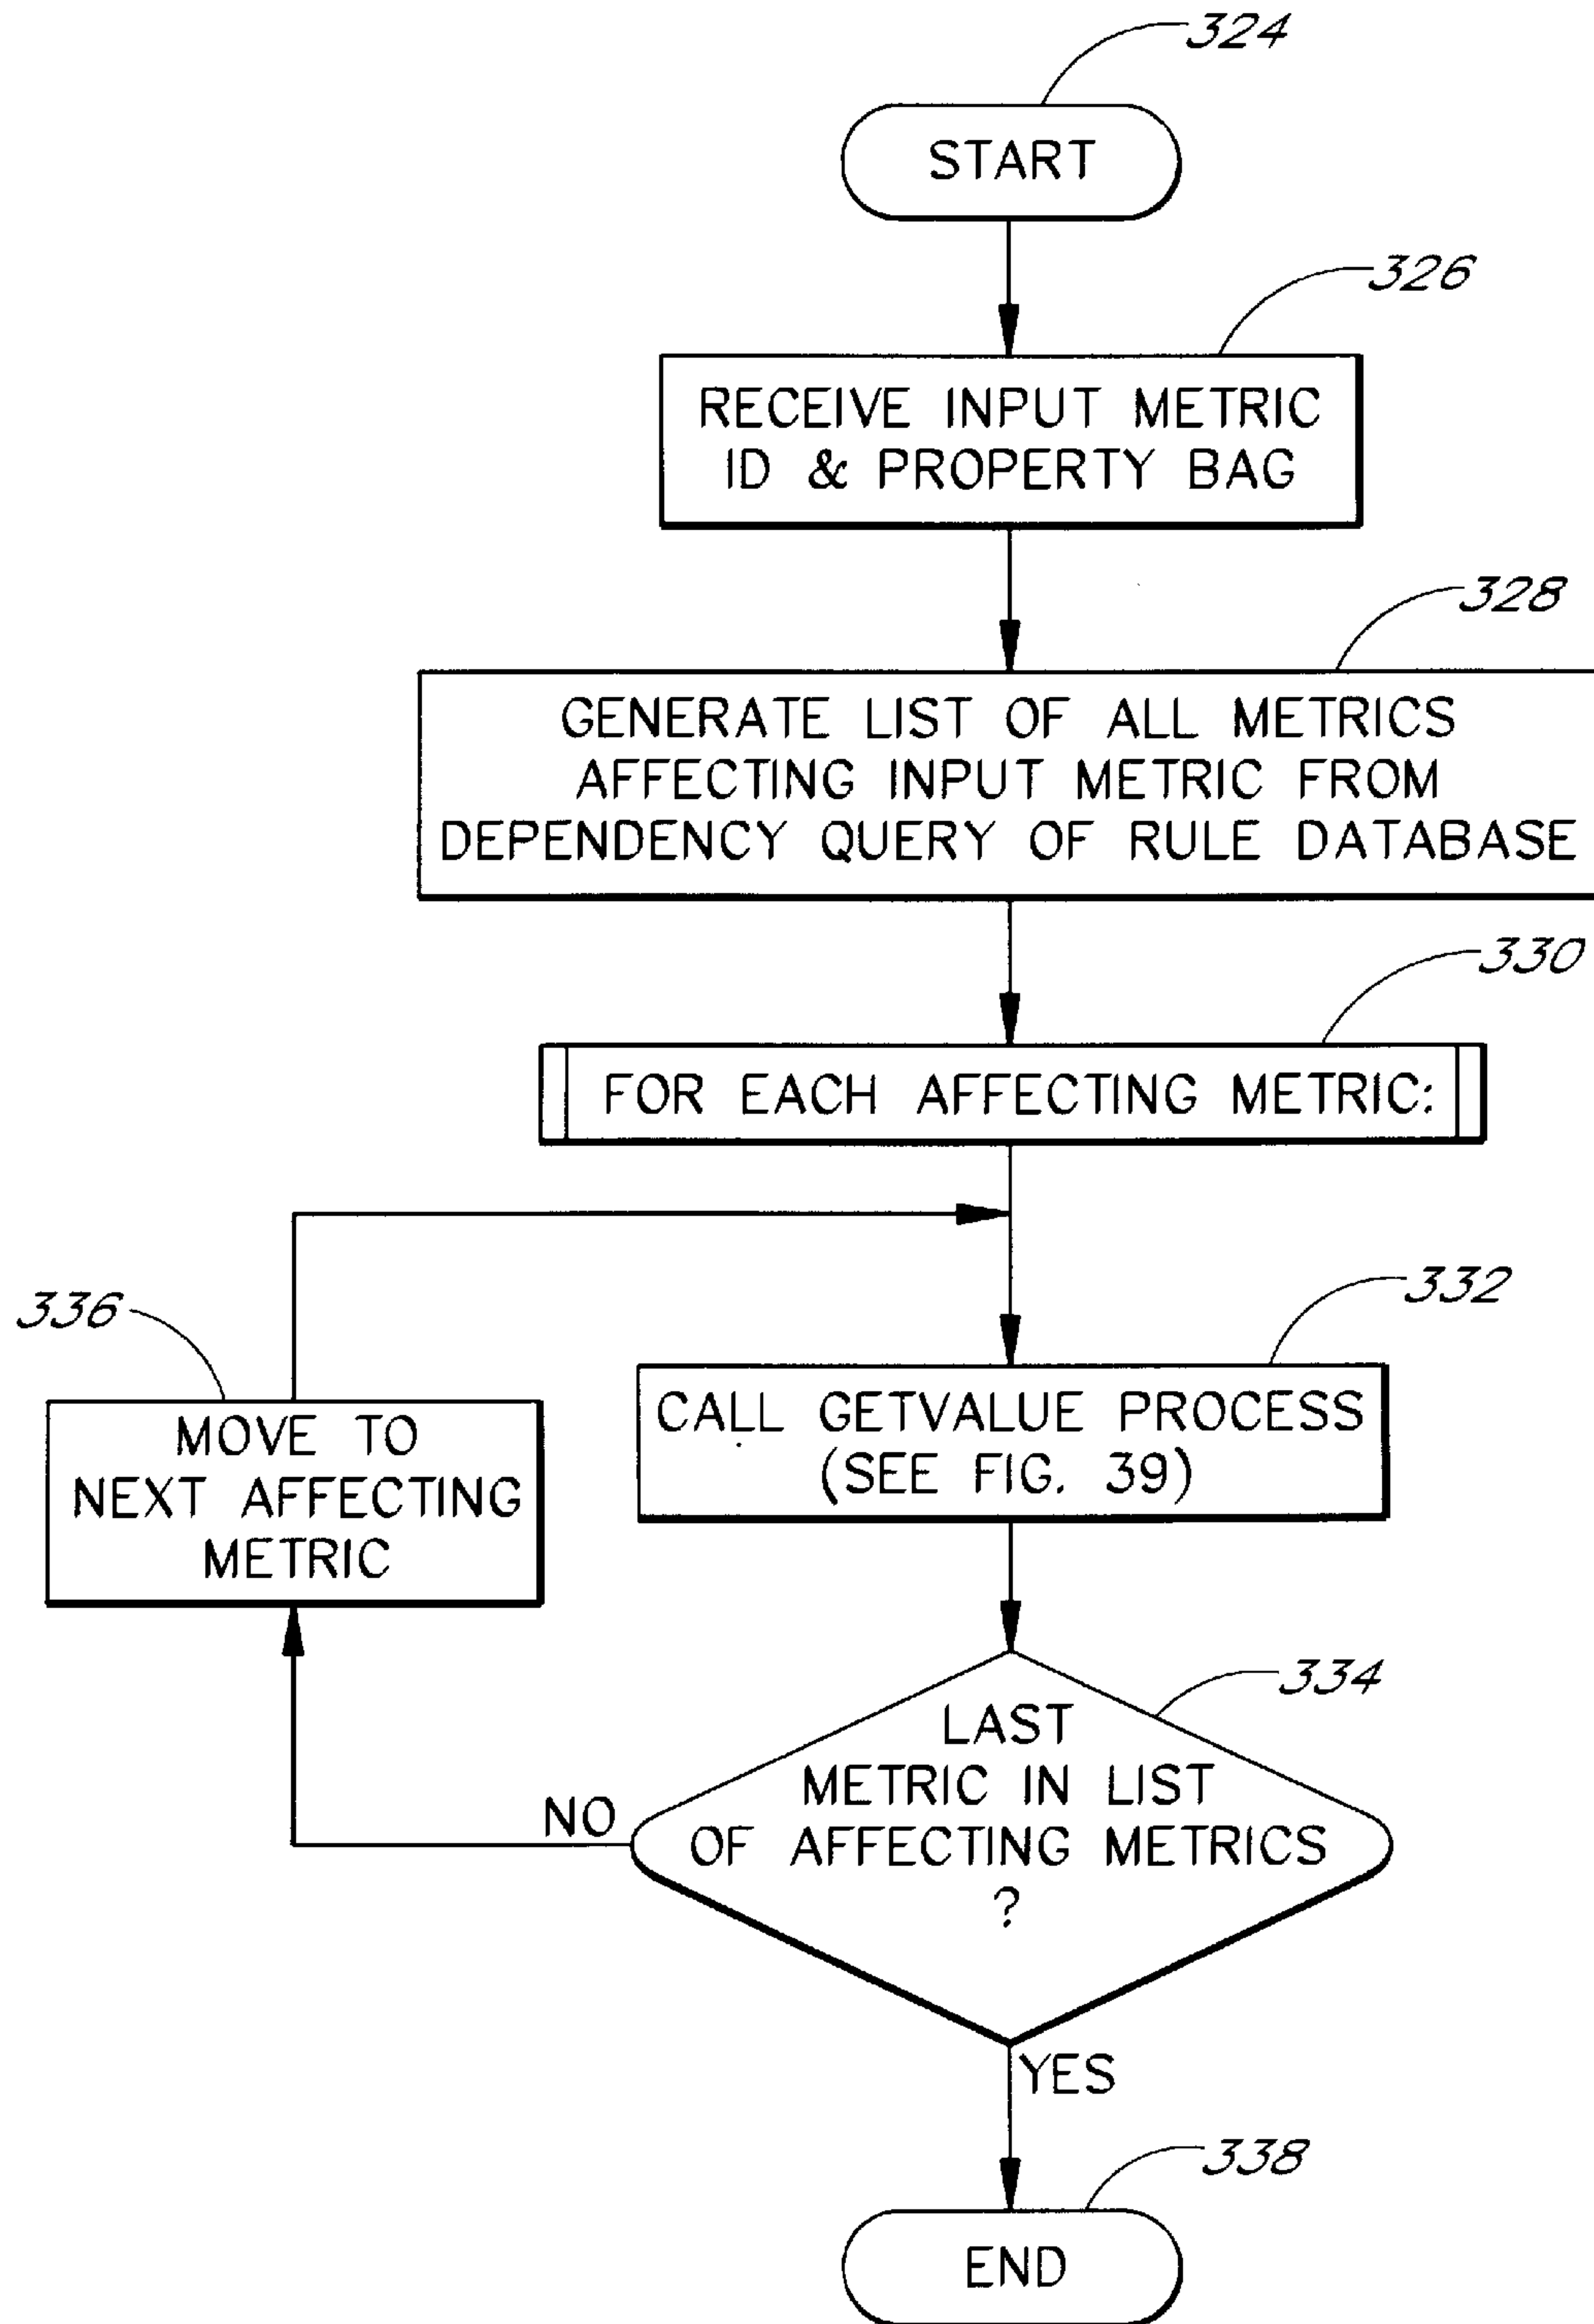 324
START
326
RECEIVE INPUT METRIC
ID & PROPERTY BAG
328
GENERATE LIST OF ALL METRICS
AFFECTING INPUT METRIC FROM
DEPENDENCY QUERY OF RULE DATABASE
330
FOR EACH AFFECTING METRIC:
336
MOVE TO
NEXT AFFECTING
METRIC
332
CALL GETVALUE PROCESS
(SEE FIG. 39)
334
LAST
METRIC IN LIST
OF AFFECTING METRICS
?
NO
YES
338
END